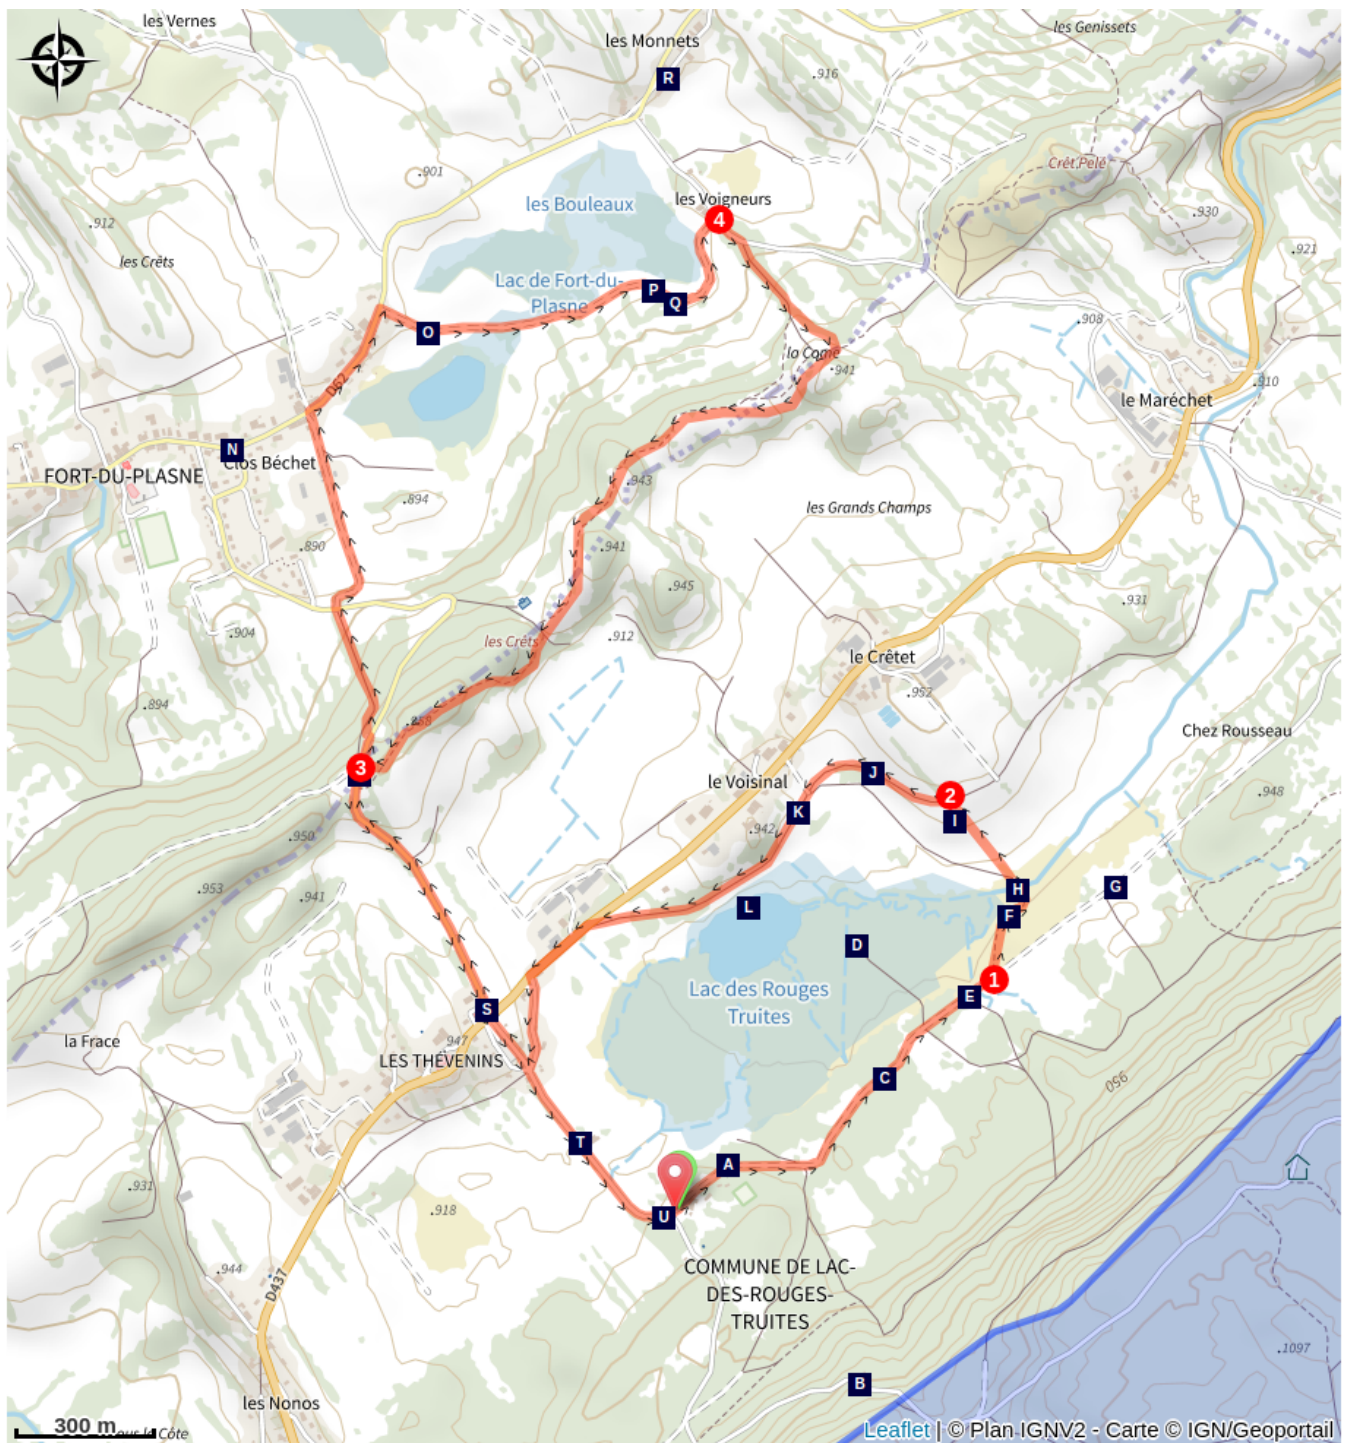 les Vernes
les Monnets
les Genissets
R
916
Crêt Pelé
901
les Bouleaux
les Voigneurs
4
912
930
les Crêts
921
Lac de Fort-du-
Plasne
P
Q
O
908
la Come
941
910
D67
le Maréchet
N
Clos Béchet
FORT-DU-PLASNE
943
894
les Grands Champs
890
941
945
931
904
les Crêts
912
le Crêtet
952
894
958
Chez Rousseau
3
le Voisinal
J
2
948
K
I
942
950
953
941
H
G
L
F
D
1
Lac des Rouges
Truites
E
S
la Frace
947
LES THÉVENINS
C
950
T
A
931
918
U
COMMUNE DE LAC-
DES-ROUGES-
TRUITES
944
D437
1097
B
les Nonos
300 m
Leaflet | © Plan IGNV2 - Carte © IGN/Geoportail